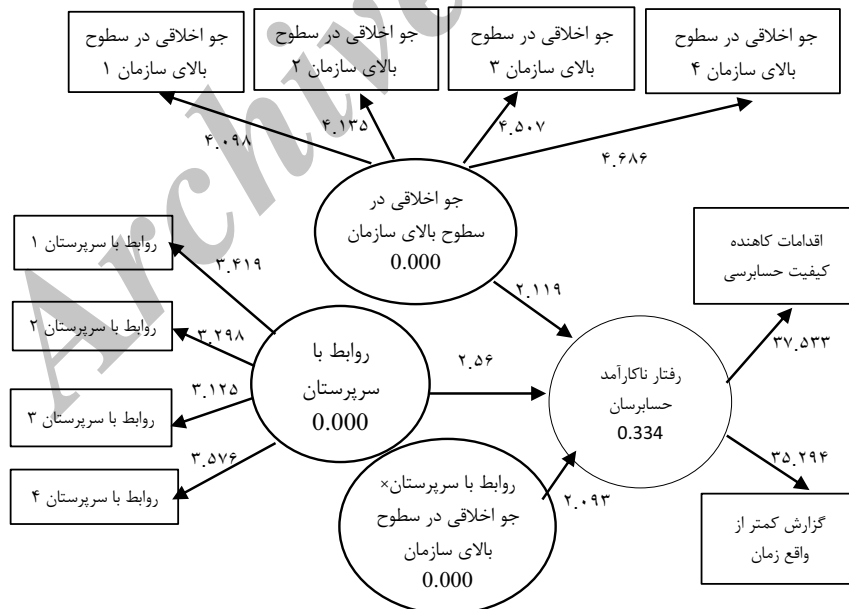 جو اخلاقی در سطوح
بالای سازمان ۱
جو اخلاقی در سطوح
بالای سازمان ۲
جو اخلاقی در سطوح
بالای سازمان ۳
جو اخلاقی در سطوح
بالای سازمان ۴
۴.۰۹۸
۴.۱۳۵
۴.۵۰۷
۴.۶۸۶
جو اخلاقی در
سطوح بالای سازمان
0.000
روابط با سرپرستان ۱
روابط با سرپرستان ۲
روابط با سرپرستان ۳
روابط با سرپرستان ۴
۳.۴۱۹
۳.۲۹۸
۳.۱۲۵
۳.۵۷۶
روابط با
سرپرستان
0.000
روابط با سرپرستان×
جو اخلاقی در سطوح
بالای سازمان
0.000
۲.۱۱۹
۲.۵۶
۲.۰۹۳
رفتار ناکارآمد
حسابرسان
0.334
۳۷.۵۳۳
۳۵.۲۹۴
اقدامات کاهنده
کیفیت حسابرسی
گزارش کمتر از
واقع زمان
Archive